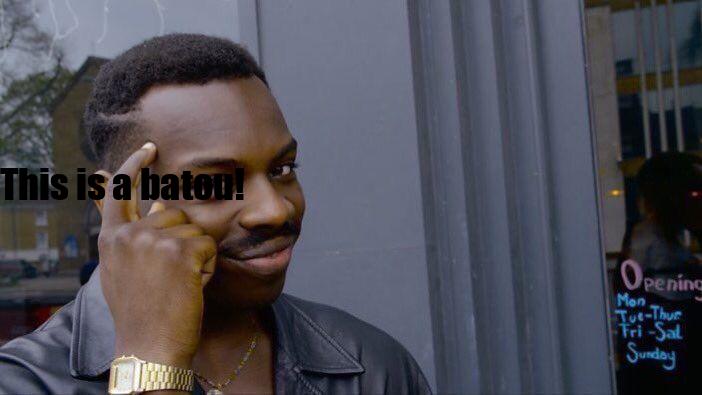 This is a batou!
Opening
Mon
Tue-Thur
Fri-Sat
Sunday